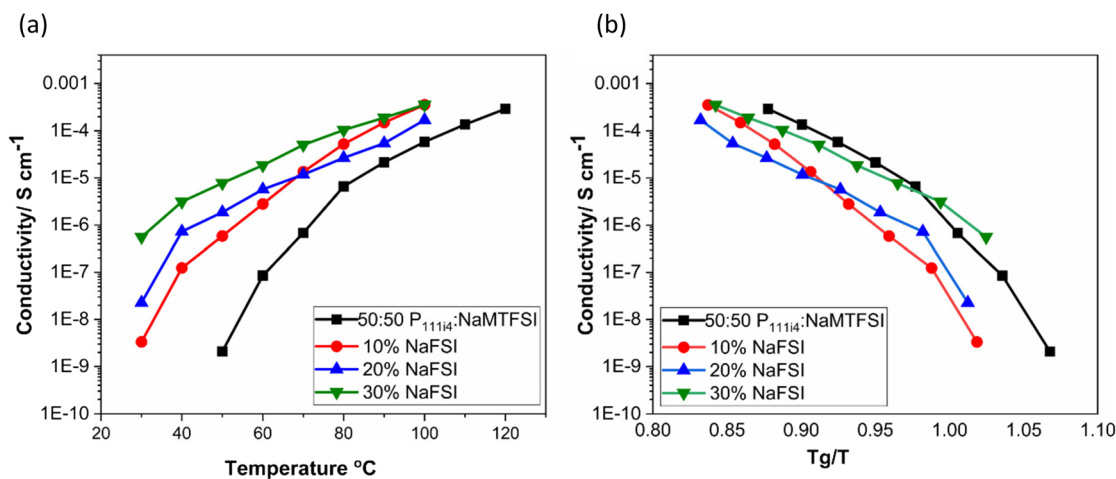 (a)
0.001
1E-4
1E-5
1E-6
1E-7
1E-8
1E-9
1E-10
Conductivity/ S cm-1
20 40 60 80 100 120
Temperature ºC
50:50 P111i4:NaMTFSI
10% NaFSI
20% NaFSI
30% NaFSI
(b)
0.001
1E-4
1E-5
1E-6
1E-7
1E-8
1E-9
1E-10
Conductivity/ S cm-1
0.80 0.90 0.95 1.00 1.05 1.10
Tg/T
50:50 P111i4:NaMTFSI
10% NaFSI
20% NaFSI
30% NaFSI